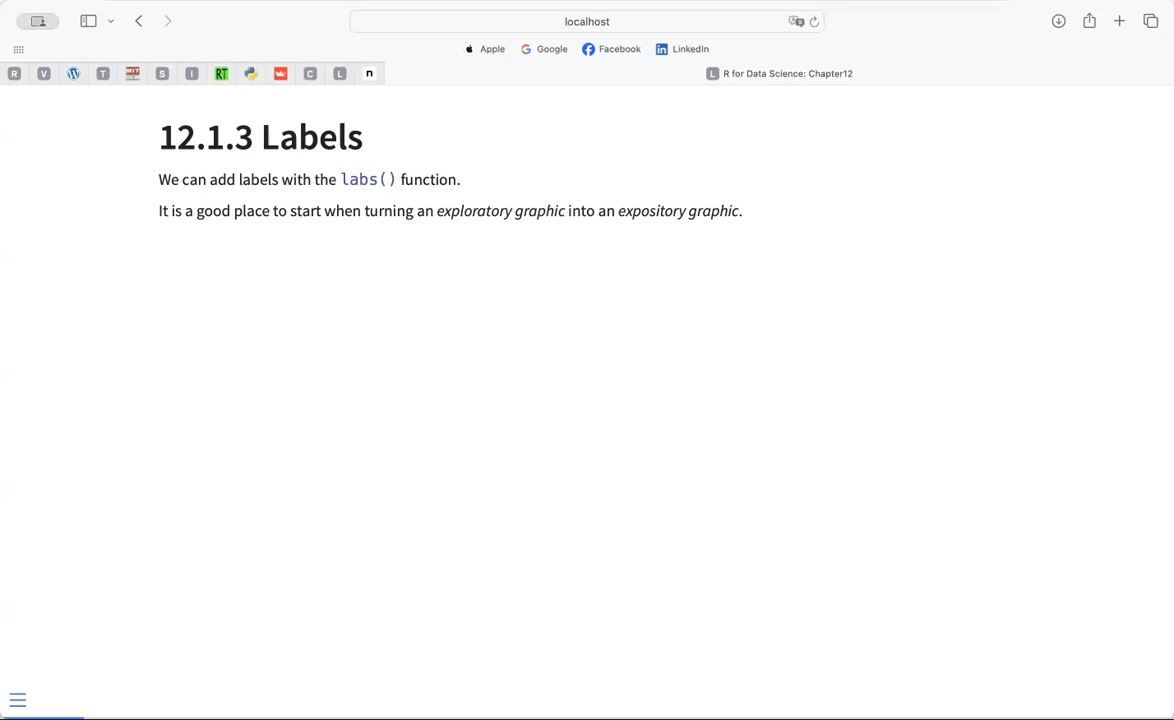 localhost
Apple Google Facebook LinkedIn
R V T S I RT C L n L R for Data Science: Chapter12
12.1.3 Labels
We can add labels with the labs() function.
It is a good place to start when turning an exploratory graphic into an expository graphic.